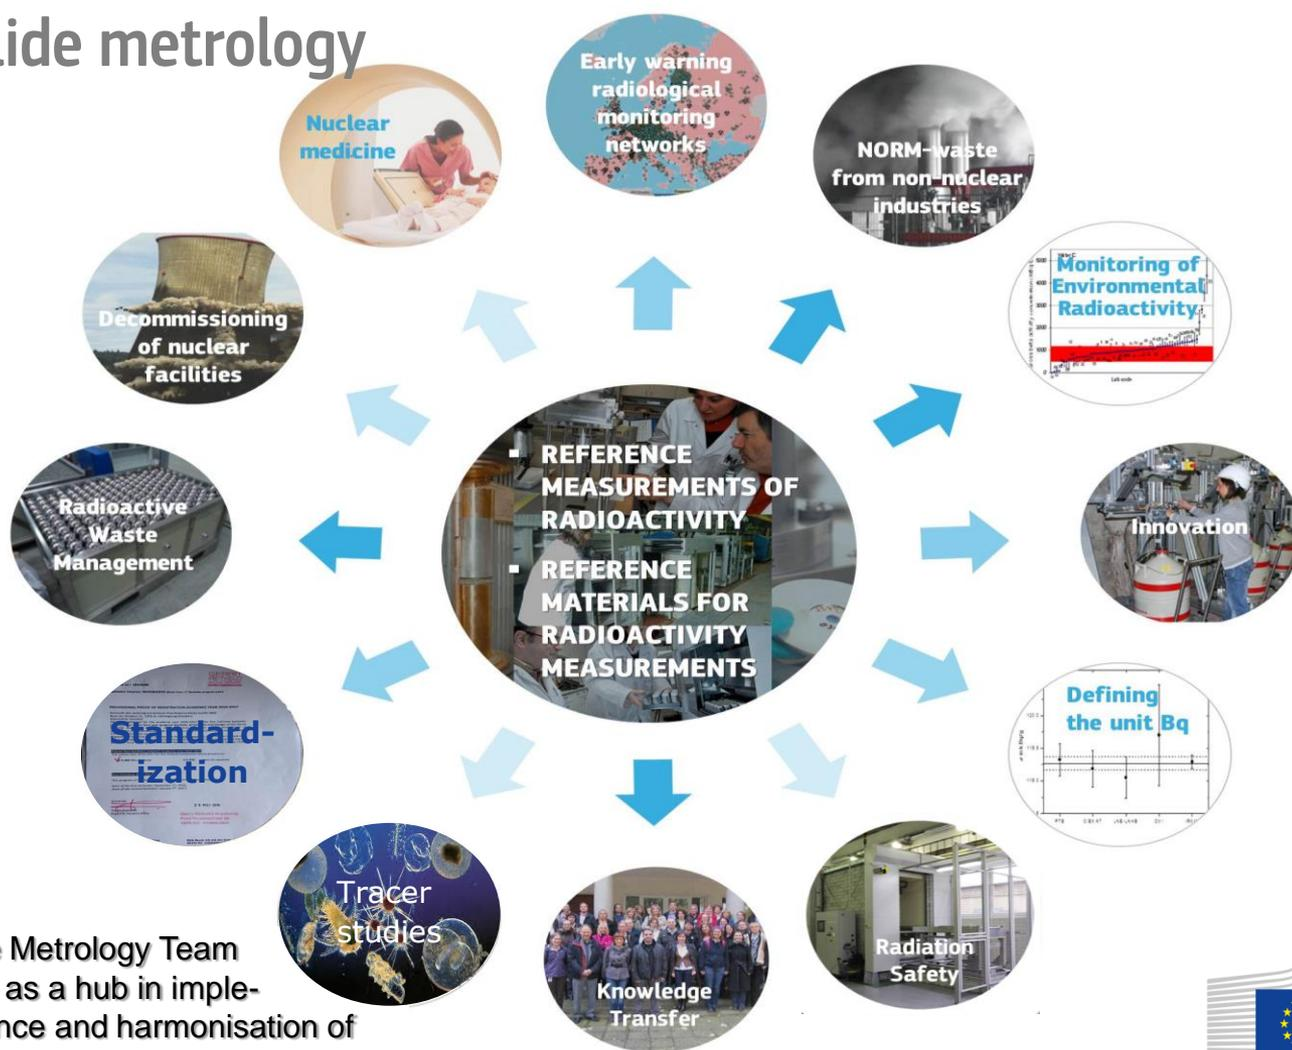 lide metrology
Early warning
radiological
monitoring
networks
Nuclear
medicine
NORM-waste
from non-nuclear
industries
Monitoring of
Environmental
Radioactivity
Lab code
Decommissioning
of nuclear
facilities
▪ REFERENCE
MEASUREMENTS OF
RADIOACTIVITY
▪ REFERENCE
MATERIALS FOR
RADIOACTIVITY
MEASUREMENTS
Radioactive
Waste
Management
Innovation
Standard-
ization
Defining
the unit Bq
Tracer
studies
Knowledge
Transfer
Radiation
Safety
e Metrology Team
as a hub in imple-
nce and harmonisation of